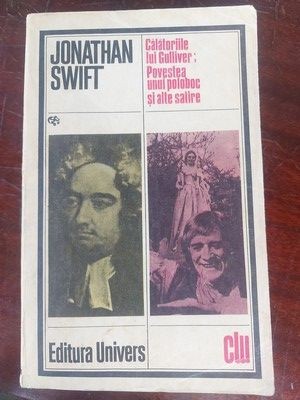 JONATHAN
SWIFT
Călătoriile
lui Gulliver;
Povestea
unui poloboc
și alte satire
Editura Univers
clu